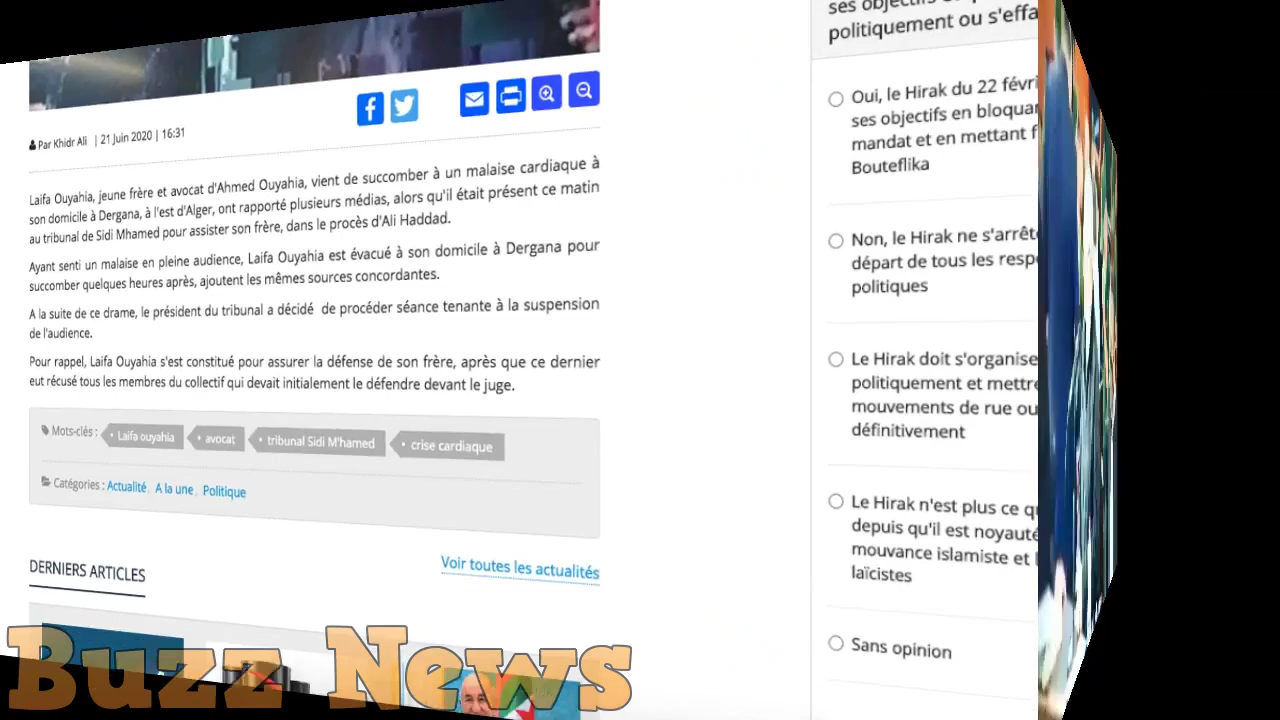 Par Khidr Ali | 21 Juin 2020 | 16:31
Laifa Ouyahia, jeune frère et avocat d'Ahmed Ouyahia, vient de succomber à un malaise cardiaque à
son domicile à Dergana, à l'est d'Alger, ont rapporté plusieurs médias, alors qu'il était présent ce matin
au tribunal de Sidi Mhamed pour assister son frère, dans le procès d'Ali Haddad.
Ayant senti un malaise en pleine audience, Laifa Ouyahia est évacué à son domicile à Dergana pour
succomber quelques heures après, ajoutent les mêmes sources concordantes.
A la suite de ce drame, le président du tribunal a décidé de procéder séance tenante à la suspension
de l'audience.
Pour rappel, Laifa Ouyahia s'est constitué pour assurer la défense de son frère, après que ce dernier
eut récusé tous les membres du collectif qui devait initialement le défendre devant le juge.
Mots-clés : • Laifa ouyahia • avocat • tribunal Sidi M'hamed • crise cardiaque
Catégories : Actualité, A la une, Politique
DERNIERS ARTICLES
Voir toutes les actualités
Buzz News
politiquement ou s'effa
Oui, le Hirak du 22 févri
ses objectifs en bloquan
mandat et en mettant f
Bouteflika
Non, le Hirak ne s'arrête
départ de tous les resp
politiques
Le Hirak doit s'organise
politiquement et mettre
mouvements de rue ou
définitivement
Le Hirak n'est plus ce q
depuis qu'il est noyauté
mouvance islamiste et
laïcistes
Sans opinion